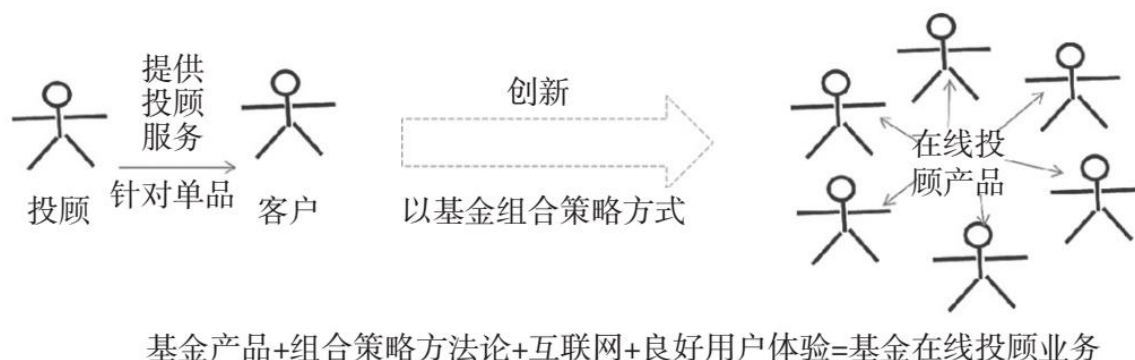 提供
投顾
服务
针对单品
投顾
客户
创新
以基金组合策略方式
在线投
顾产品
基金产品+组合策略方法论+互联网+良好用户体验=基金在线投顾业务